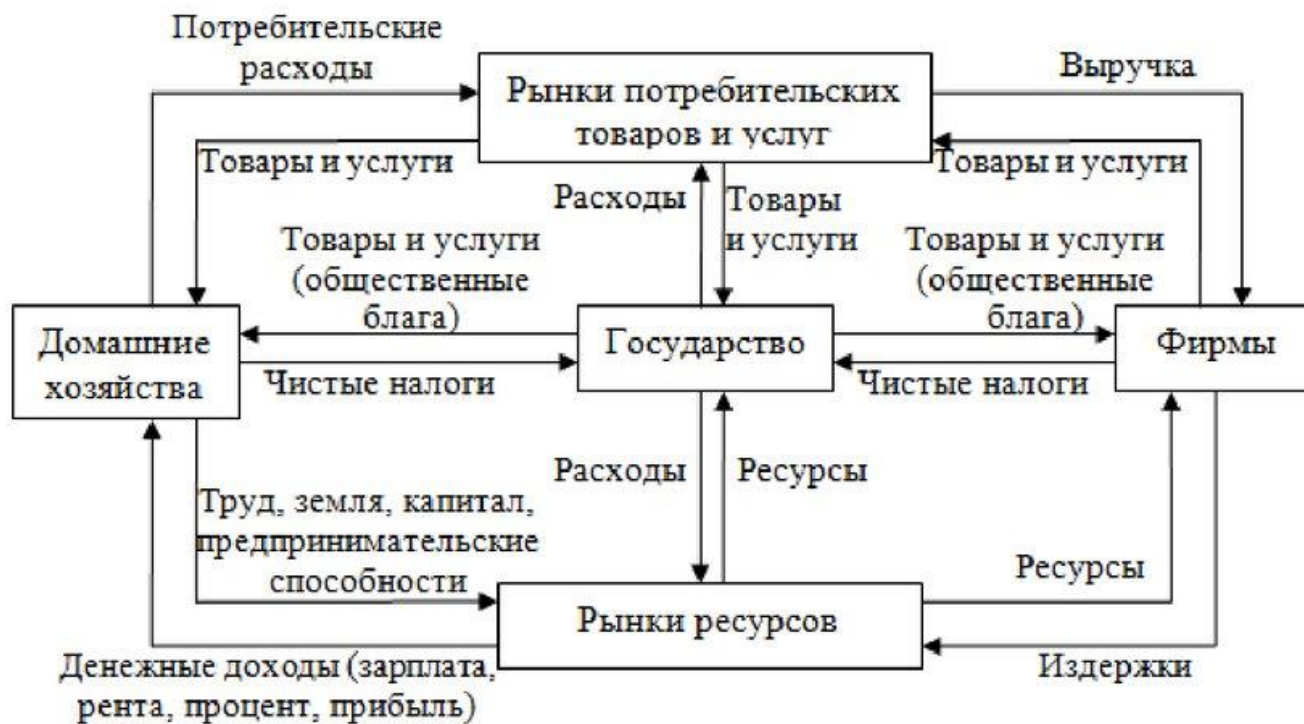 Потребительские
расходы
Рынки потребительских
товаров и услуг
Выручка
Товары и услуги
Товары и услуги
Расходы
Товары
и услуги
Товары и услуги
(общественные
блага)
Товары и услуги
(общественные
блага)
Домашние
хозяйства
Государство
Фирмы
Чистые налоги
Чистые налоги
Расходы
Ресурсы
Труд, земля, капитал,
предпринимательские
способности
Ресурсы
Рынки ресурсов
Денежные доходы (зарплата,
рента, процент, прибыль)
Издержки